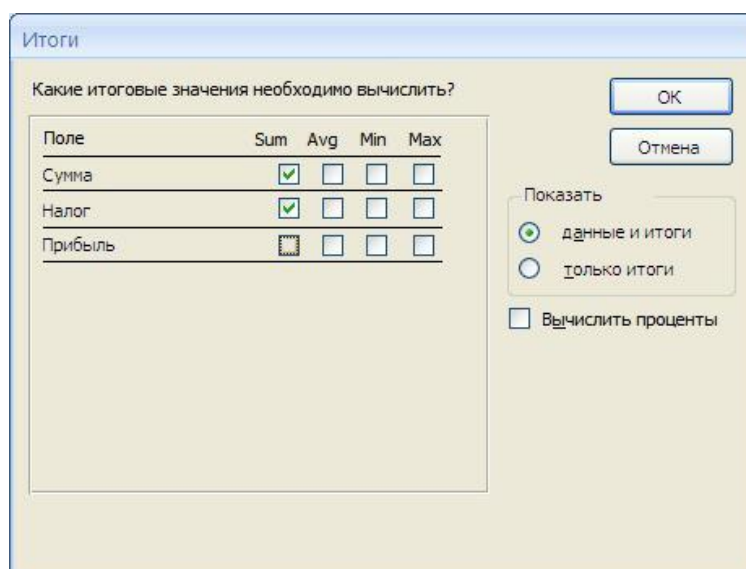 Итоги
Какие итоговые значения необходимо вычислить?
OK
Отмена
Поле Sum Avg Min Max
Сумма
Налог
Прибыль
Показать
данные и итоги
только итоги
Вычислить проценты